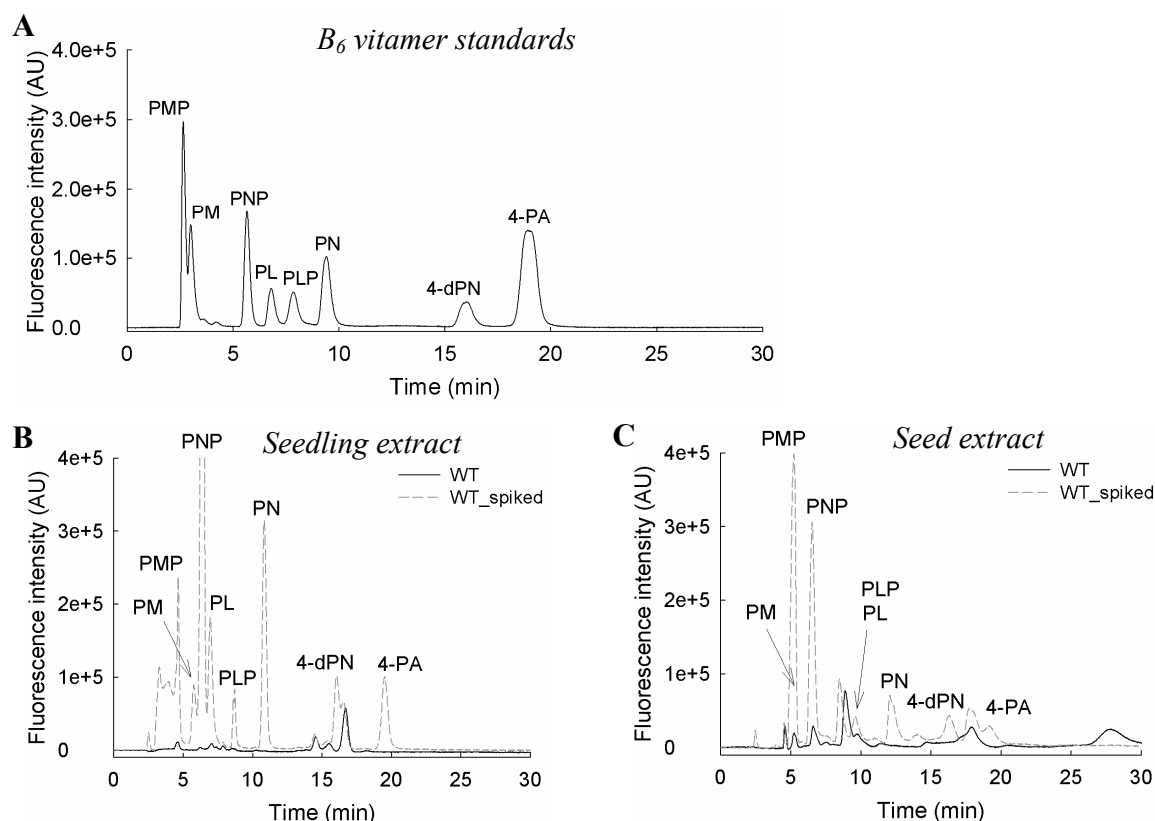 A
B6 vitamer standards
Fluorescence intensity (AU)
4.0e+5
3.0e+5
2.0e+5
1.0e+5
0.0
PMP
PM
PNP
PL
PLP
PN
4-dPN
4-PA
0 5 10 15 20 25 30
Time (min)
B
Seedling extract
Fluorescence intensity (AU)
4e+5
3e+5
2e+5
1e+5
0
WT
WT_spiked
PNP
PN
PMP
PM
PL
PLP
4-dPN
4-PA
0 5 10 15 20 25 30
Time (min)
C
Seed extract
Fluorescence intensity (AU)
4e+5
3e+5
2e+5
1e+5
0
WT
WT_spiked
PMP
PNP
PLP
PL
PM
PN
4-dPN
4-PA
0 5 10 15 20 25 30
Time (min)